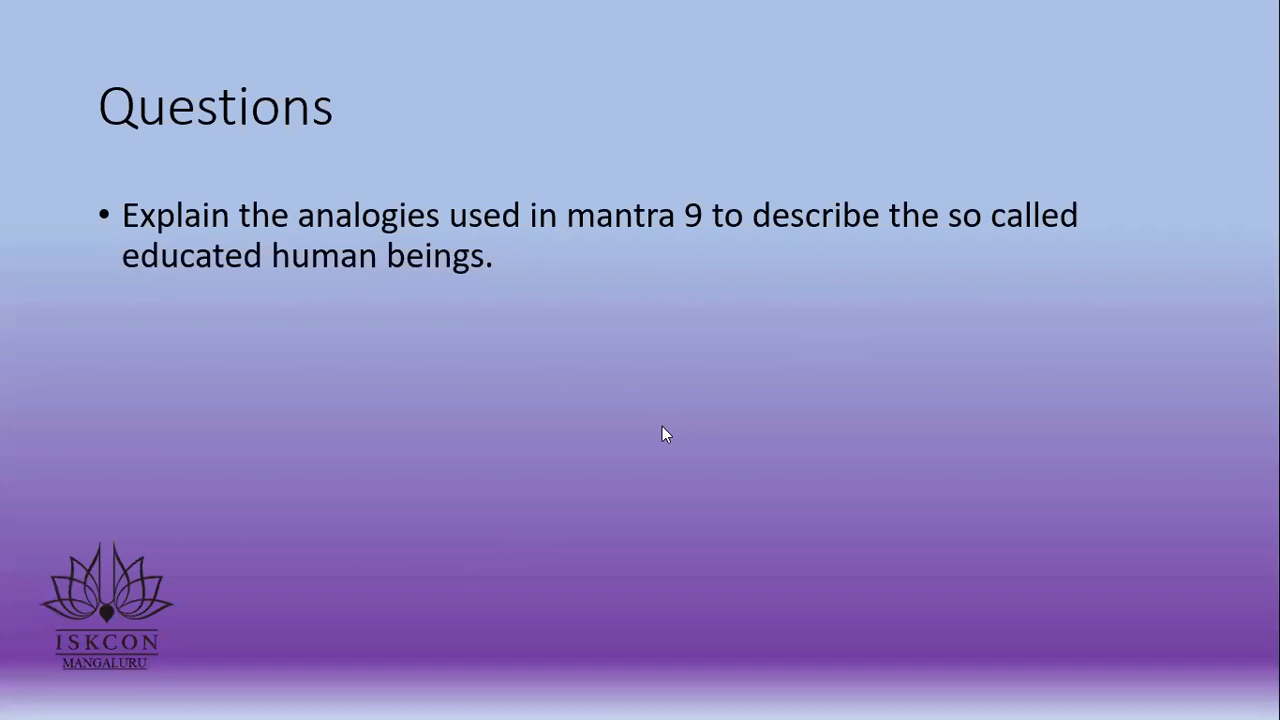 Questions
• Explain the analogies used in mantra 9 to describe the so called
educated human beings.
ISKCON
MANGALURU